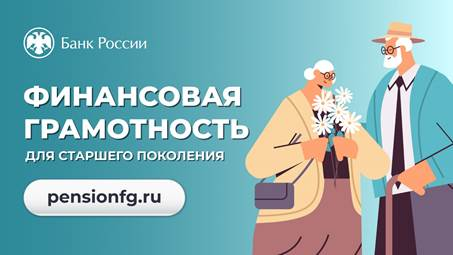 Банк России
ФИНАНСОВАЯ
ГРАМОТНОСТЬ
ДЛЯ СТАРШЕГО ПОКОЛЕНИЯ
pensionfg.ru